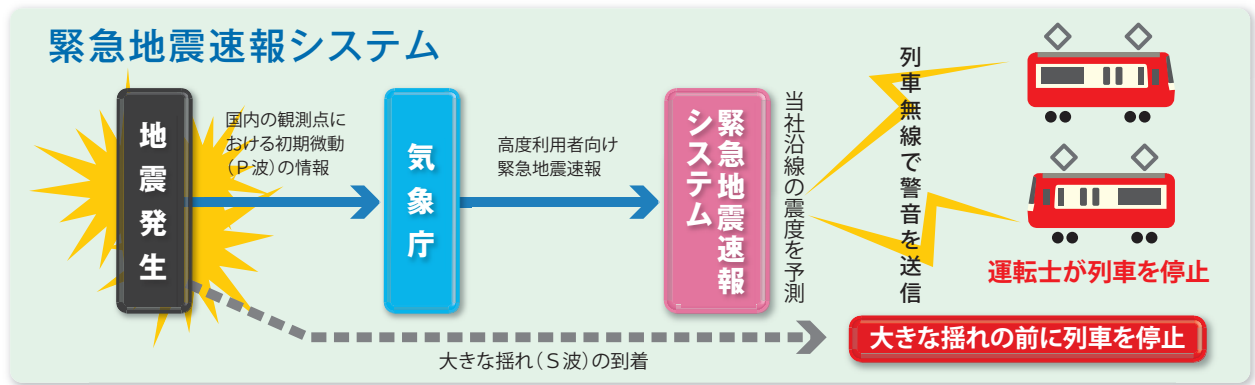 緊急地震速報システム
地震発生
国内の観測点に
おける初期微動
（Ｐ波）の情報
気象庁
高度利用者向け
緊急地震速報
緊急地震速報
システム
当社沿線の震度を予測
列車無線で警音を送信
運転士が列車を停止
大きな揺れ（Ｓ波）の到着
大きな揺れの前に列車を停止